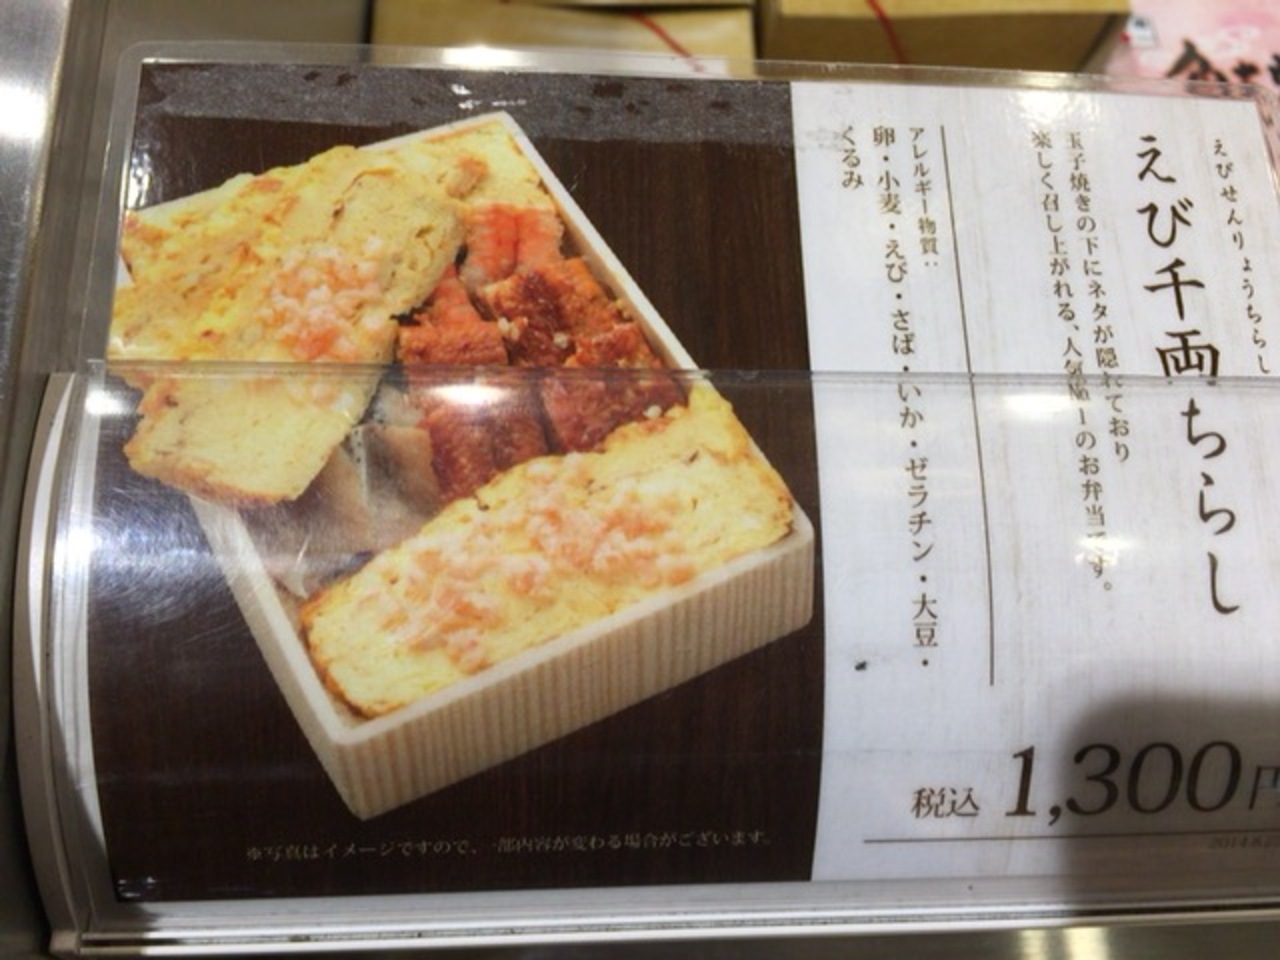 えびせんりょうちらし
えび千両ちらし
玉子焼きの下にネタが隠れており
楽しく召し上がれる、人気№1のお弁当です。
アレルギー物質：
卵・小麦・えび・さば・いか・ゼラチン・大豆・
くるみ
税込 1,300円
※写真はイメージですので、一部内容が変わる場合がございます。